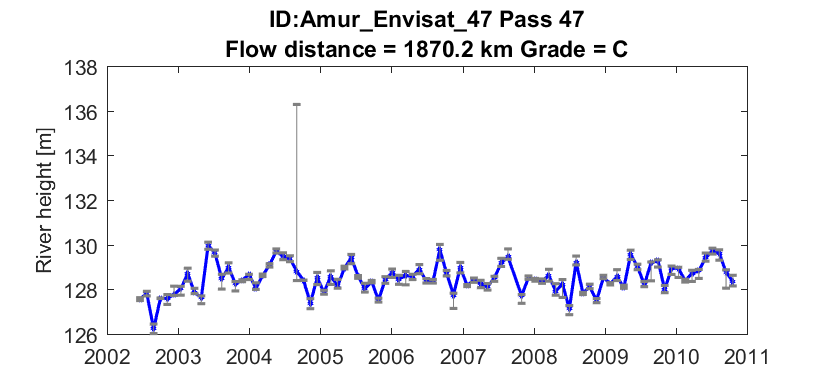 ID:Amur_Envisat_47 Pass 47
Flow distance = 1870.2 km Grade = C
River height [m]
138
136
134
132
130
128
126
2002 2003 2004 2005 2006 2007 2008 2009 2010 2011